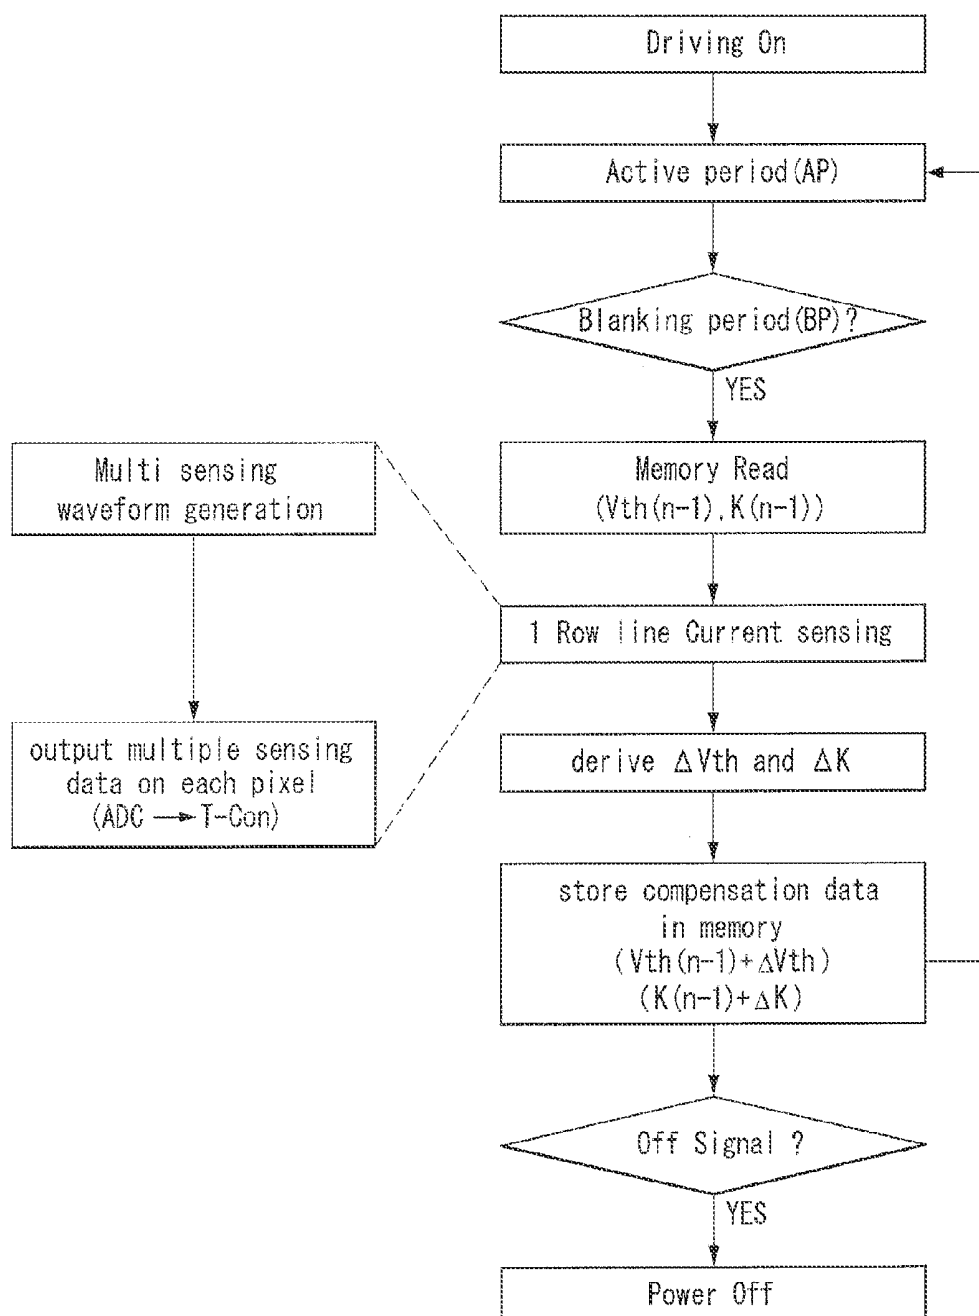 Driving On
Active period(AP)
Blanking period(BP)?
YES
Memory Read
(Vth(n-1),K(n-1))
Multi sensing
waveform generation
1 Row line Current sensing
output multiple sensing
data on each pixel
(ADC → T-Con)
derive ΔVth and ΔK
store compensation data
in memory
(Vth(n-1)+ΔVth)
(K(n-1)+ΔK)
Off Signal ?
YES
Power Off